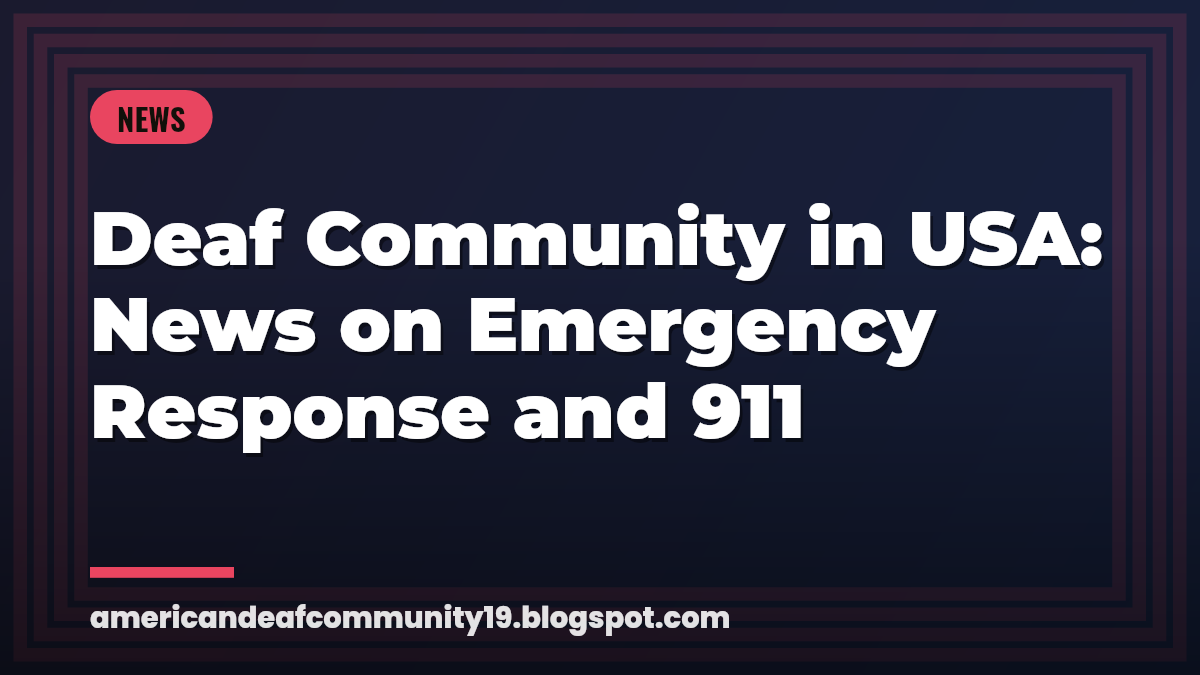 NEWS
Deaf Community in USA:
News on Emergency
Response and 911
americandeafcommunity19.blogspot.com